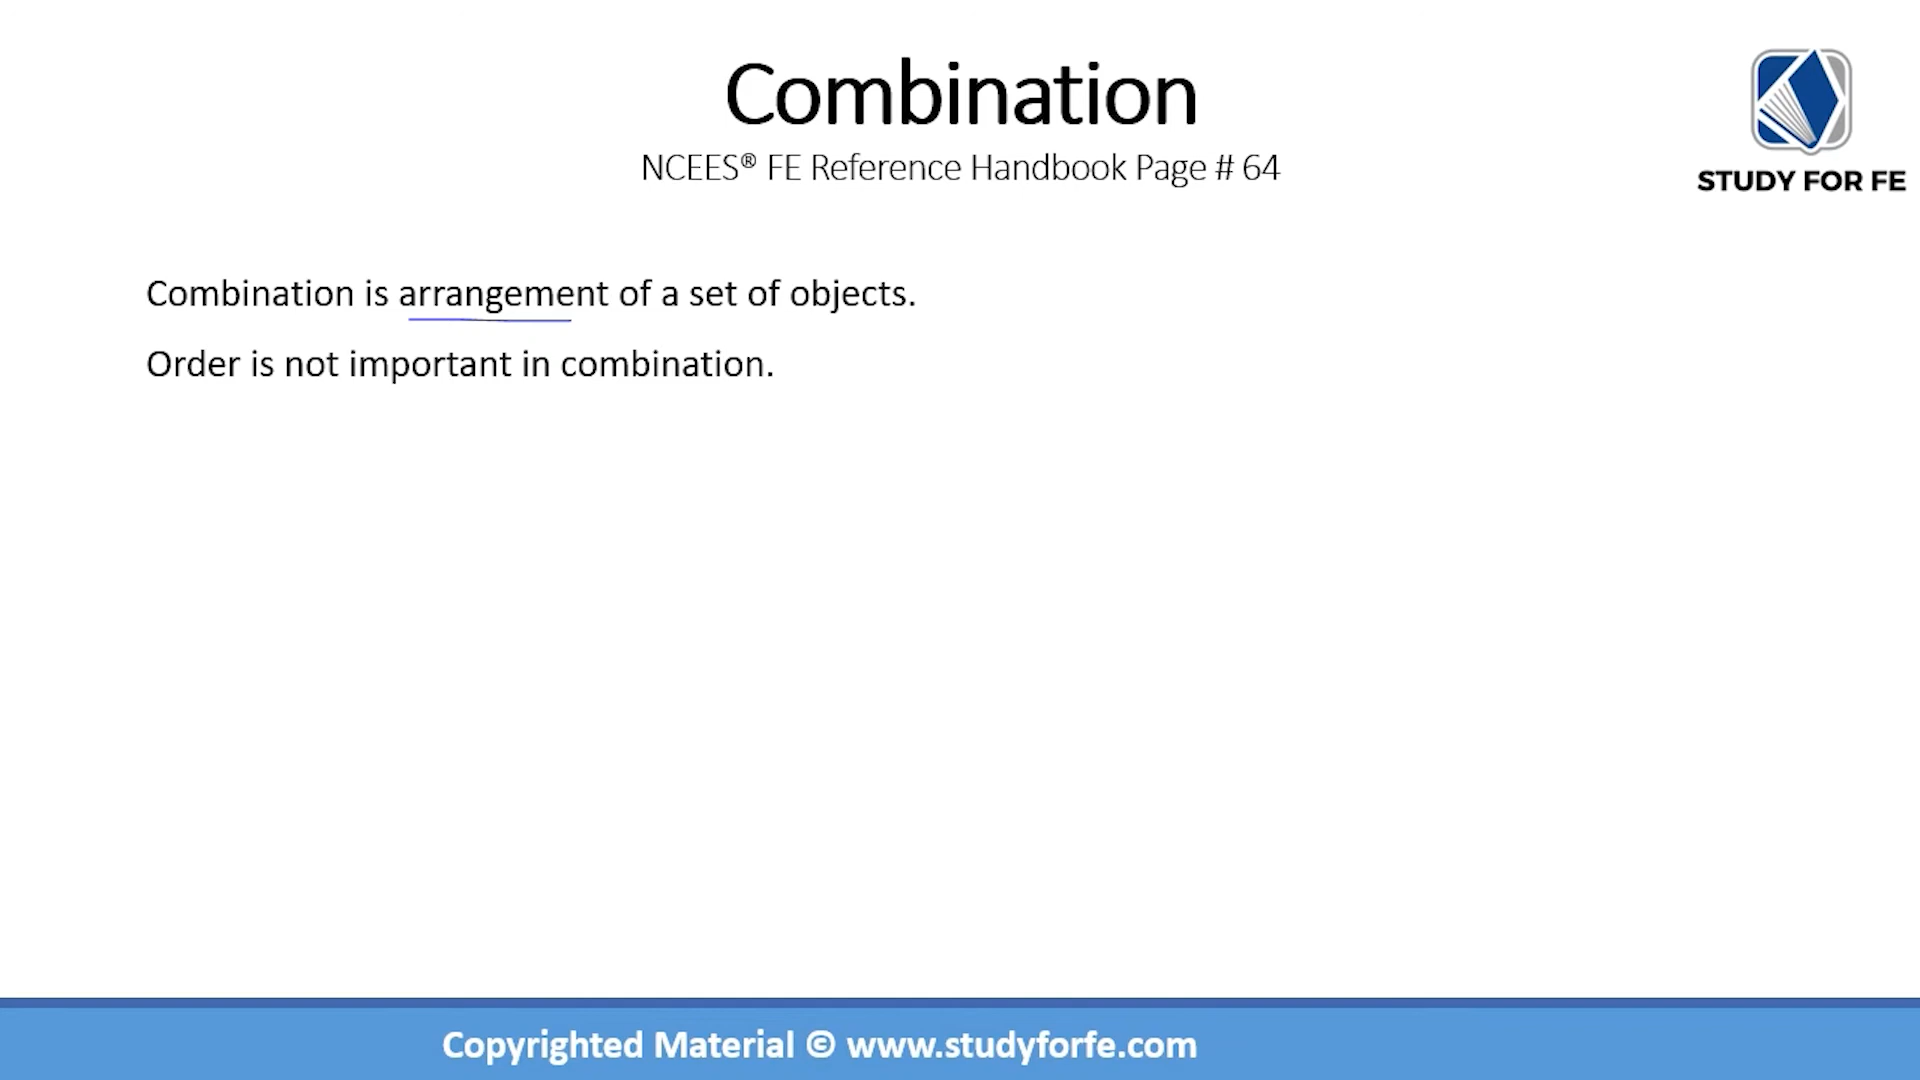 Combination
NCEES® FE Reference Handbook Page # 64
STUDY FOR FE
Combination is arrangement of a set of objects.
Order is not important in combination.
Copyrighted Material © www.studyforfe.com